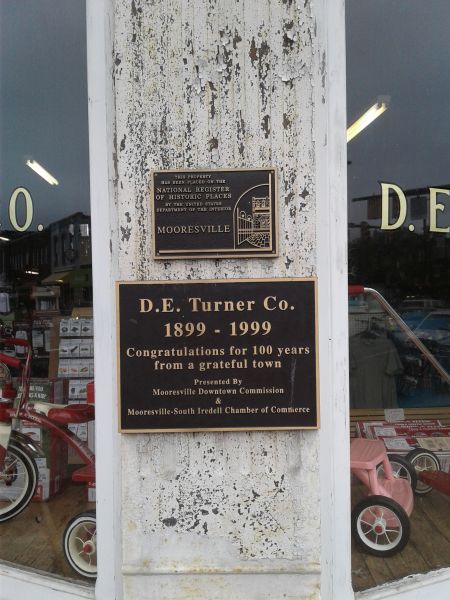 THIS PROPERTY
HAS BEEN PLACED ON THE
NATIONAL REGISTER
OF HISTORIC PLACES
BY THE UNITED STATES
DEPARTMENT OF THE INTERIOR
MOORESVILLE
O.
D.E
D.E. Turner Co.
1899 - 1999
Congratulations for 100 years
from a grateful town
Presented By
Mooresville Downtown Commission
&
Mooresville-South Iredell Chamber of Commerce